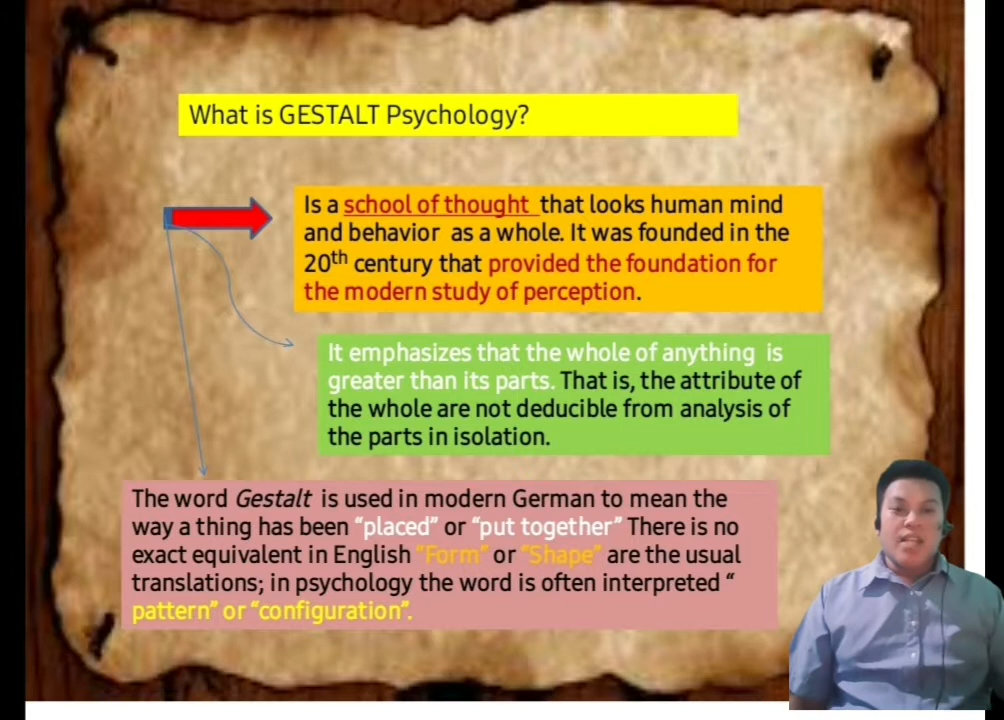 What is GESTALT Psychology?
Is a school of thought that looks human mind
and behavior as a whole. It was founded in the
20th century that provided the foundation for
the modern study of perception.
It emphasizes that the whole of anything is
greater than its parts. That is, the attribute of
the whole are not deducible from analysis of
the parts in isolation.
The word Gestalt is used in modern German to mean the
way a thing has been “placed” or “put together” There is no
exact equivalent in English “Form” or “Shape” are the usual
translations; in psychology the word is often interpreted “
pattern” or “configuration”.